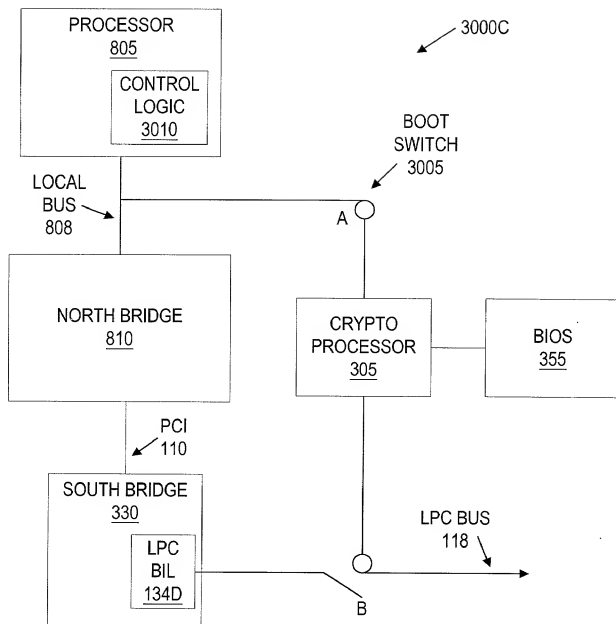 PROCESSOR
805
CONTROL
LOGIC
3010
3000C
BOOT
SWITCH
3005
LOCAL
BUS
808
A
NORTH BRIDGE
810
CRYPTO
PROCESSOR
305
BIOS
355
PCI
110
SOUTH BRIDGE
330
LPC
BIL
134D
LPC BUS
118
B